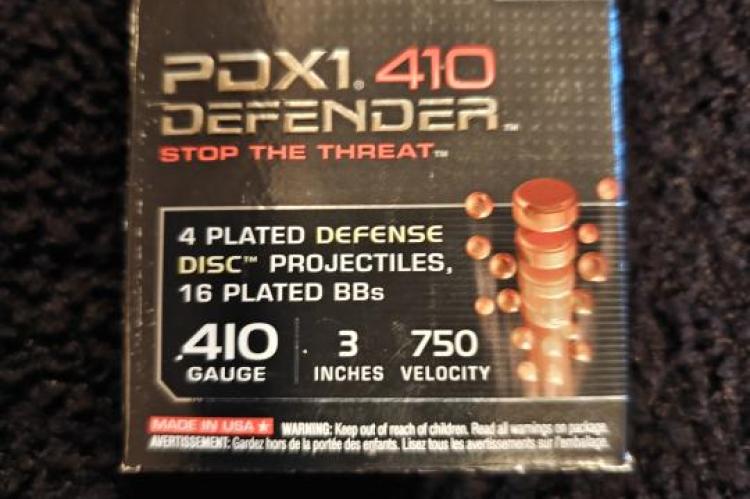 PDX1® 410
DEFENDER™
STOP THE THREAT™
4 PLATED DEFENSE
DISC™ PROJECTILES,
16 PLATED BBs
.410 3 750
GAUGE INCHES VELOCITY
MADE IN USA ★ WARNING: Keep out of reach of children. Read all warnings on package.
AVERTISSEMENT: Gardez hors de la portée des enfants. Lisez tous les avertissements sur l'emballage.